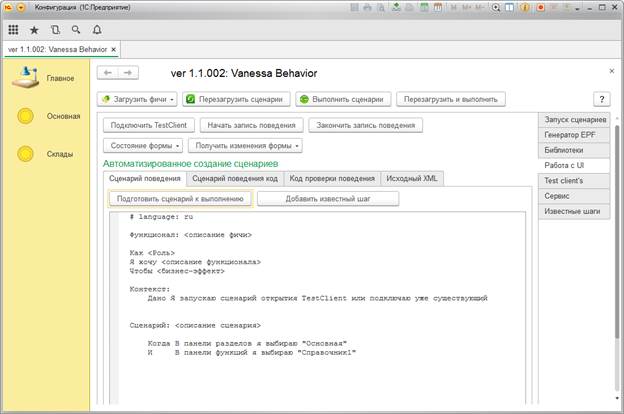 Конфигурация (1С:Предприятие)
M M+ M-
ver 1.1.002: Vanessa Behavior ×
Главное
Основная
Склады
ver 1.1.002: Vanessa Behavior
Загрузить фичи
Перезагрузить сценарии
Выполнить сценарии
Перезагрузить и выполнить
?
Подключить TestClient
Начать запись поведения
Закончить запись поведения
Состояние формы
Получить изменения формы
Автоматизированное создание сценариев
Сценарий поведения
Сценарий поведения код
Код проверки поведения
Исходный XML
Подготовить сценарий к выполнению
Добавить известный шаг
# language: ru
Функционал: <описание фичи>
Как <Роль>
Я хочу <описание функционала>
Чтобы <бизнес-эффект>
Контекст:
Дано Я запускаю сценарий открытия TestClient или подключаю уже существующий
Сценарий: <описание сценария>
Когда В панели разделов я выбираю "Основная"
И В панели функций я выбираю "Справочник1"
Запуск сценариев
Генератор EPF
Библиотеки
Работа с UI
Test client's
Сервис
Известные шаги